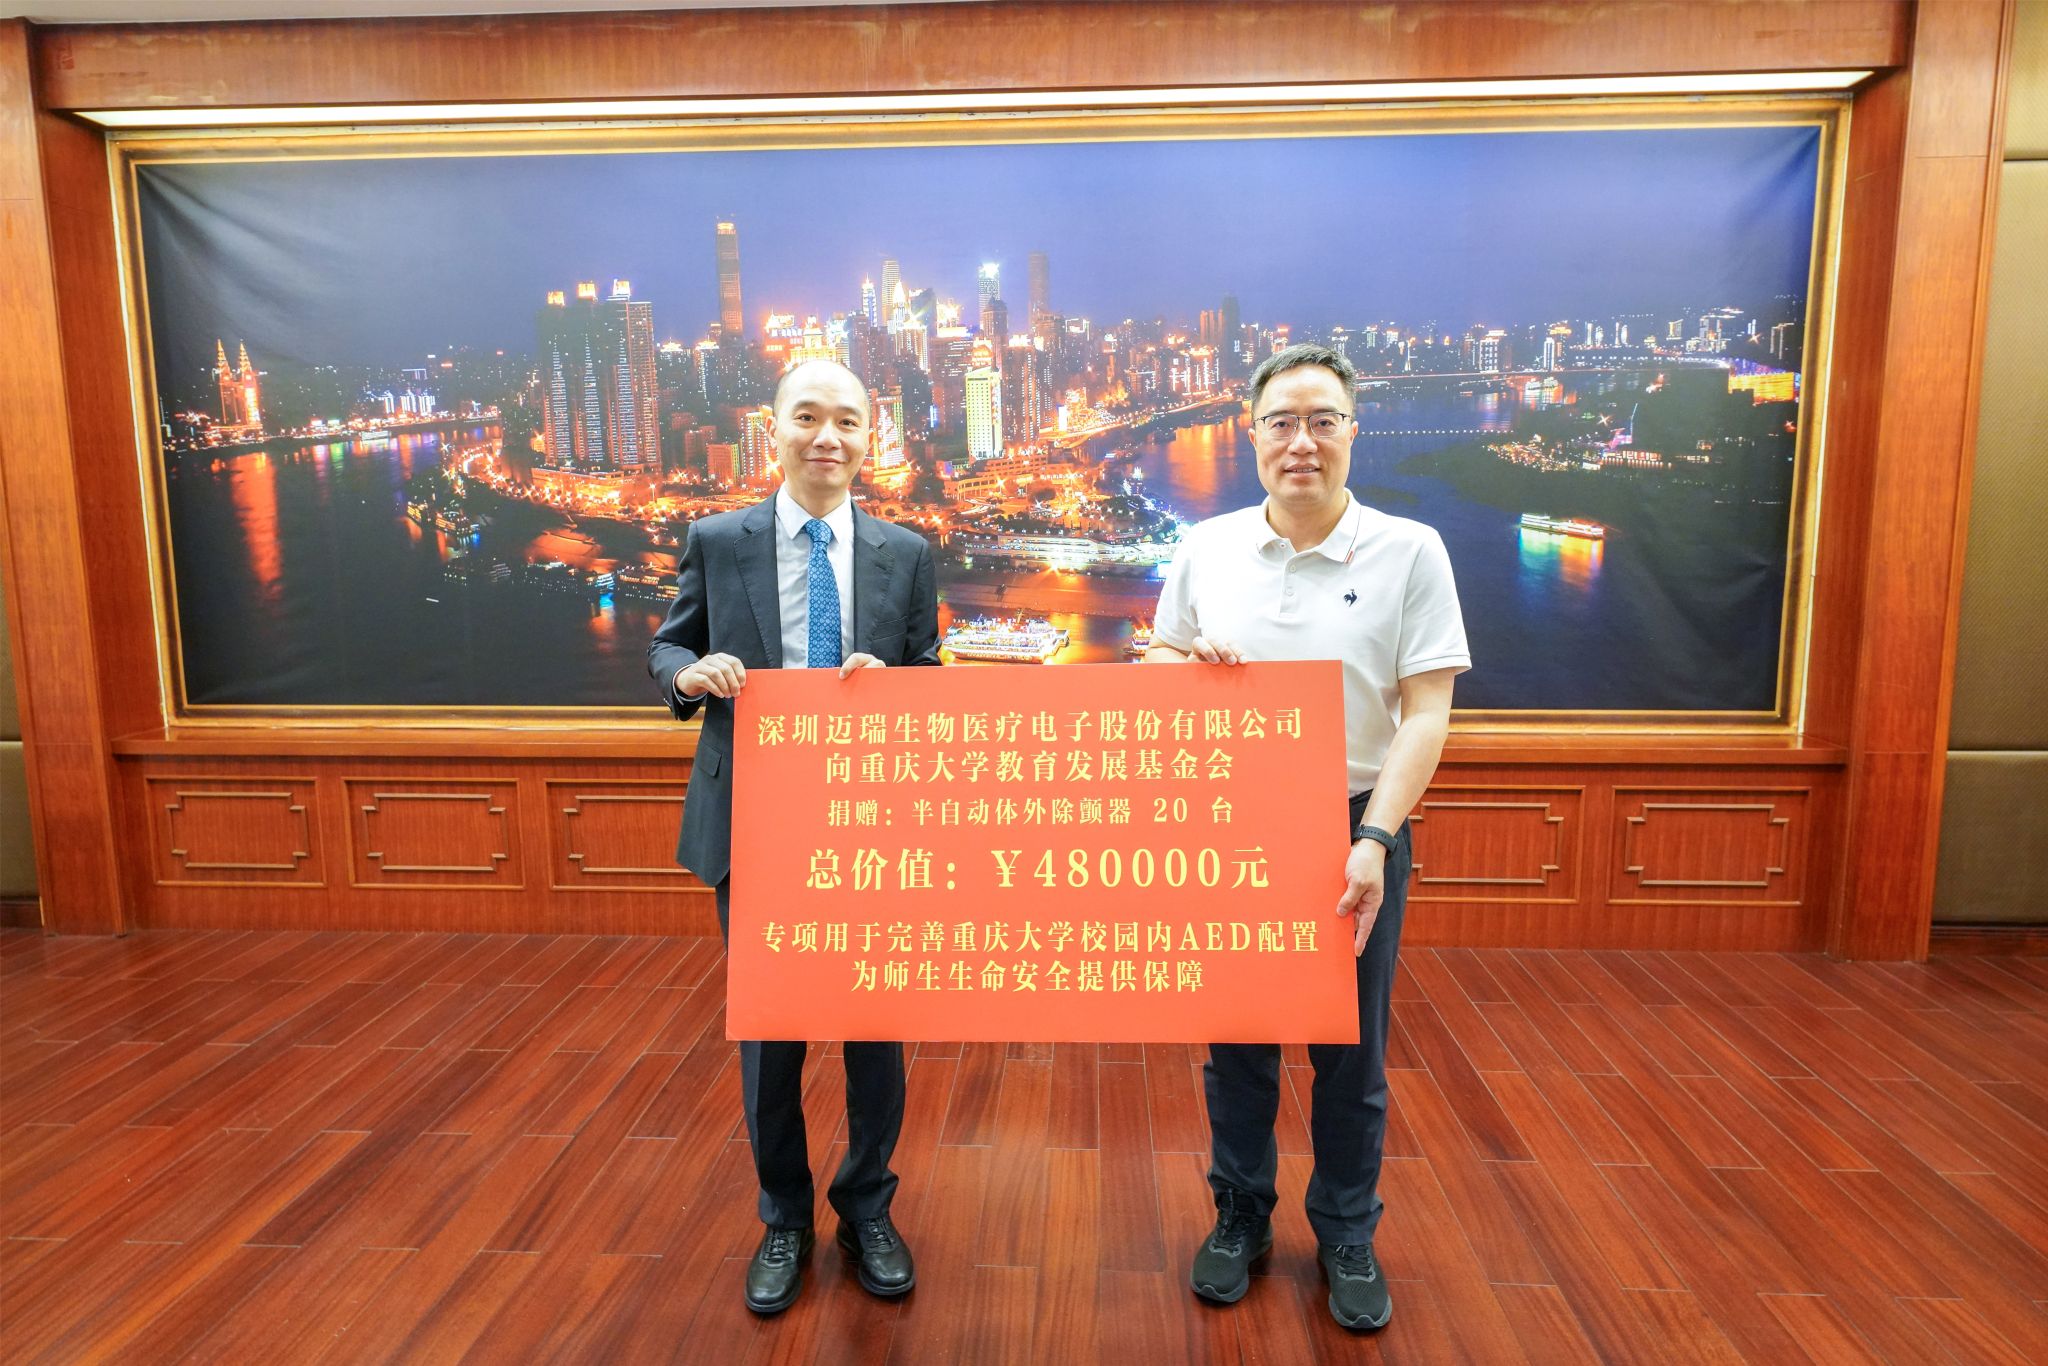 深圳迈瑞生物医疗电子股份有限公司
向重庆大学教育发展基金会
捐赠：半自动体外除颤器 20 台
总价值：￥480000元
专项用于完善重庆大学校园内AED配置
为师生生命安全提供保障